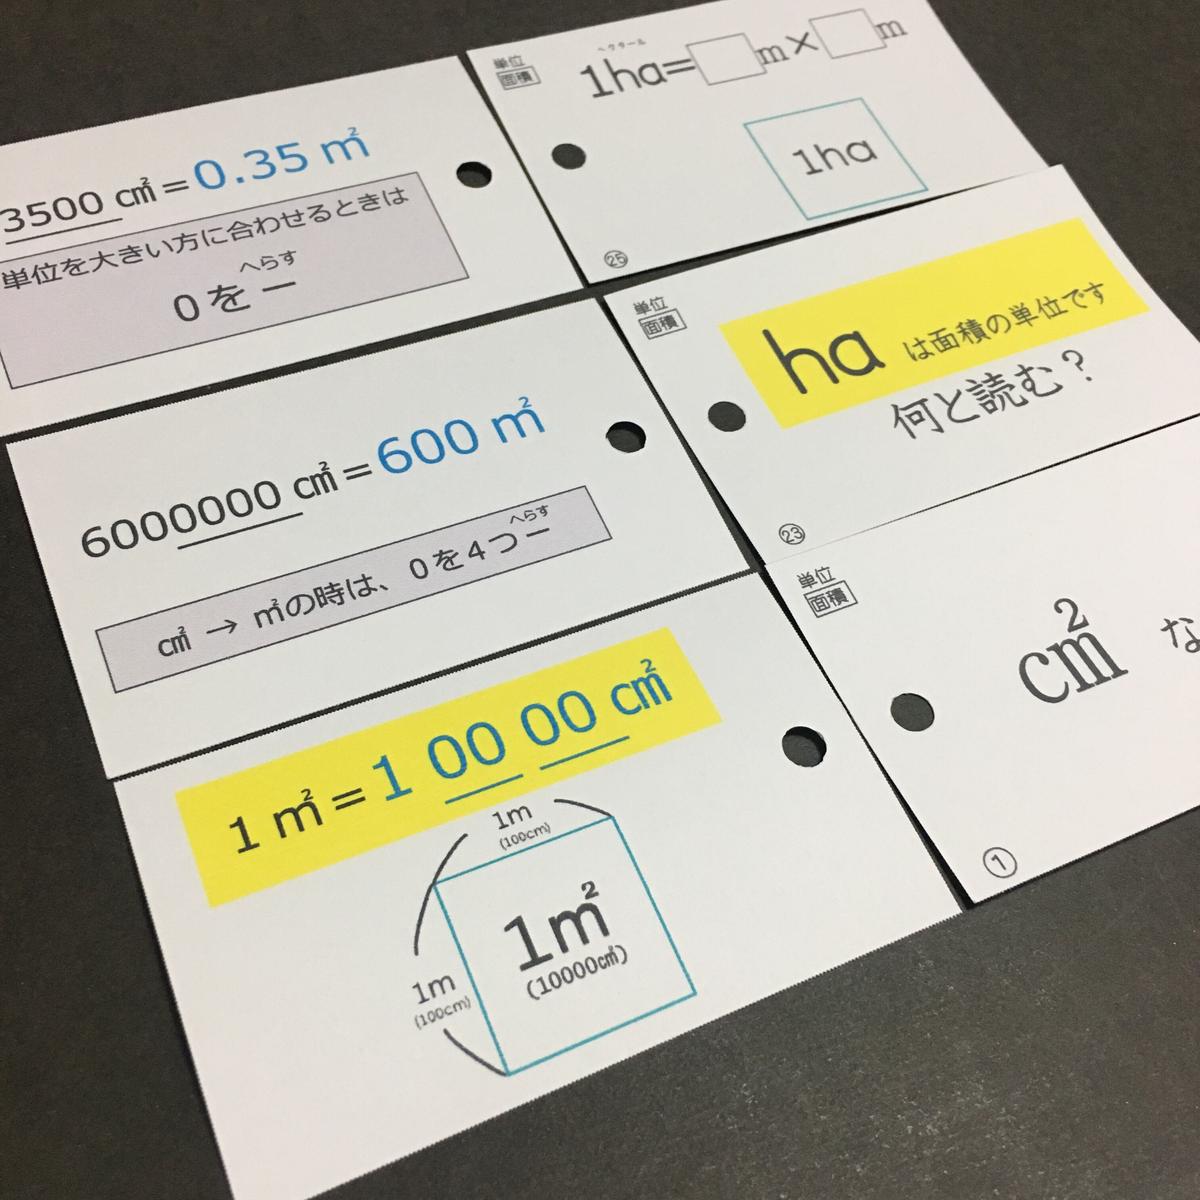 3500 ㎠=0.35 ㎡
単位を大きい方に合わせるときは
へらす
0を－
6000000 ㎠=600 ㎡
へらす
㎠ → ㎡の時は、0を4つ－
1 ㎡=1 00 00 ㎠
1m
(100cm)
1m
(100cm)
1㎡
(10000㎠)
単位
面積
ヘクタール
1ha=□m×□m
1ha
㉕
単位
面積
ha は面積の単位です
何と読む？
㉓
単位
面積
㎠ な
①